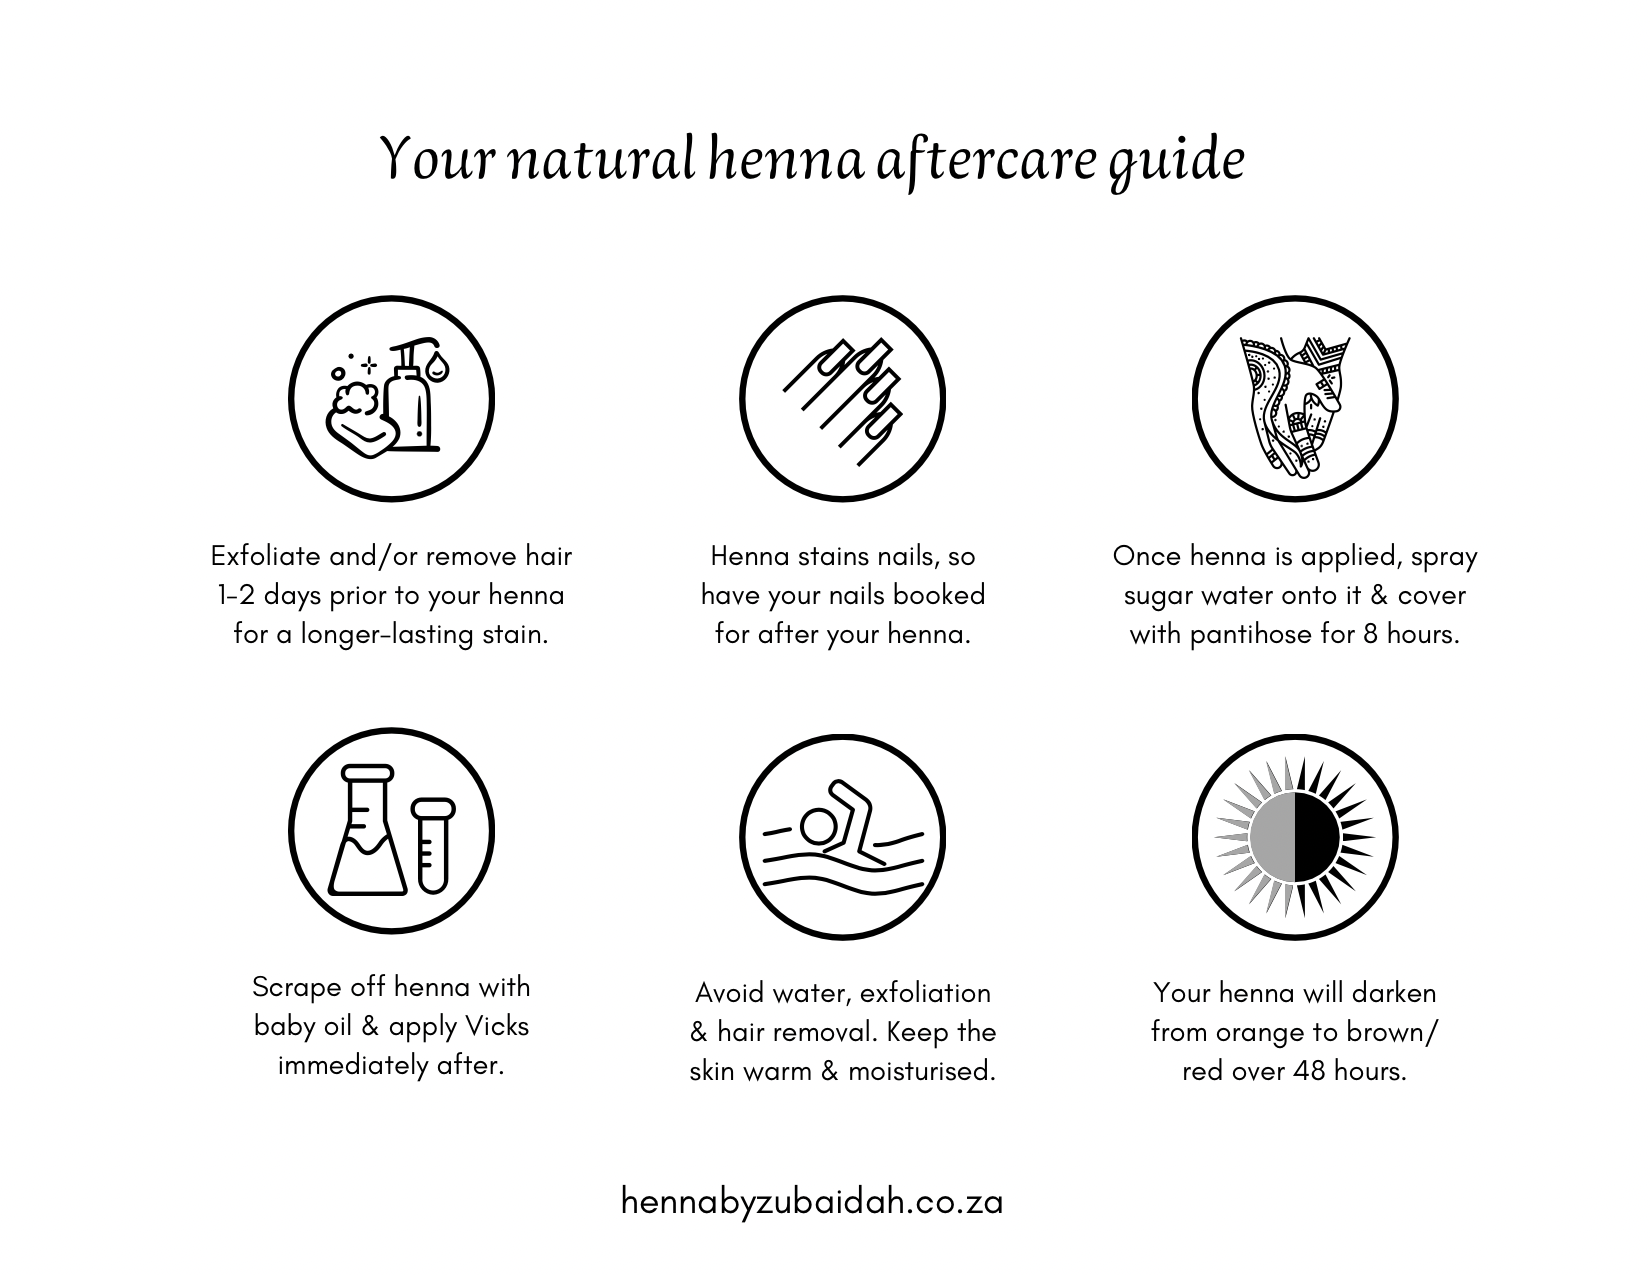 Your natural henna aftercare guide
Exfoliate and/or remove hair
1-2 days prior to your henna
for a longer-lasting stain.
Henna stains nails, so
have your nails booked
for after your henna.
Once henna is applied, spray
sugar water onto it & cover
with pantihose for 8 hours.
Scrape off henna with
baby oil & apply Vicks
immediately after.
Avoid water, exfoliation
& hair removal. Keep the
skin warm & moisturised.
Your henna will darken
from orange to brown/
red over 48 hours.
hennabyzubaidah.co.za